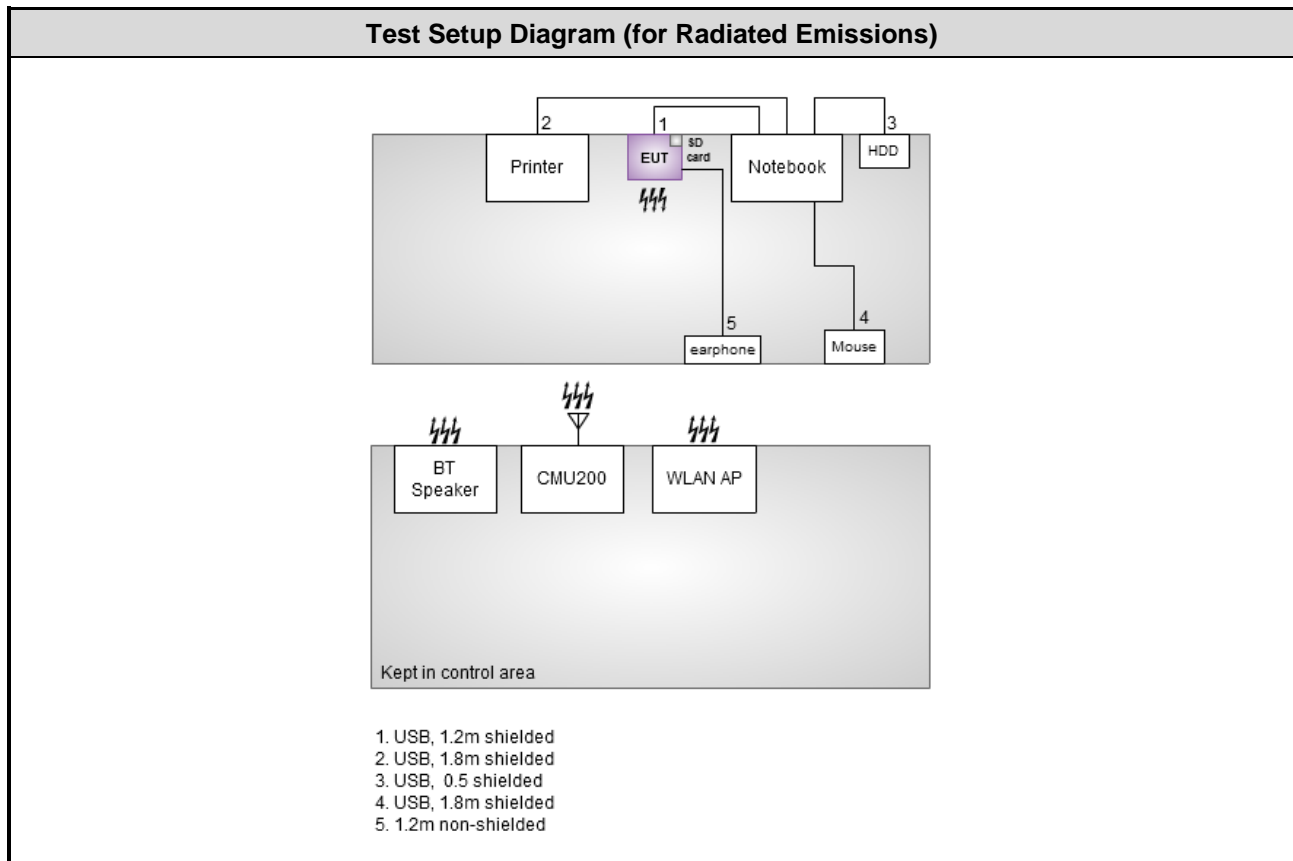 Test Setup Diagram (for Radiated Emissions)
2
1
3
Printer
EUT
SD
card
Notebook
HDD
5
4
earphone
Mouse
BT
Speaker
CMU200
WLAN AP
Kept in control area
1. USB, 1.2m shielded
2. USB, 1.8m shielded
3. USB,  0.5 shielded
4. USB, 1.8m shielded
5. 1.2m non-shielded